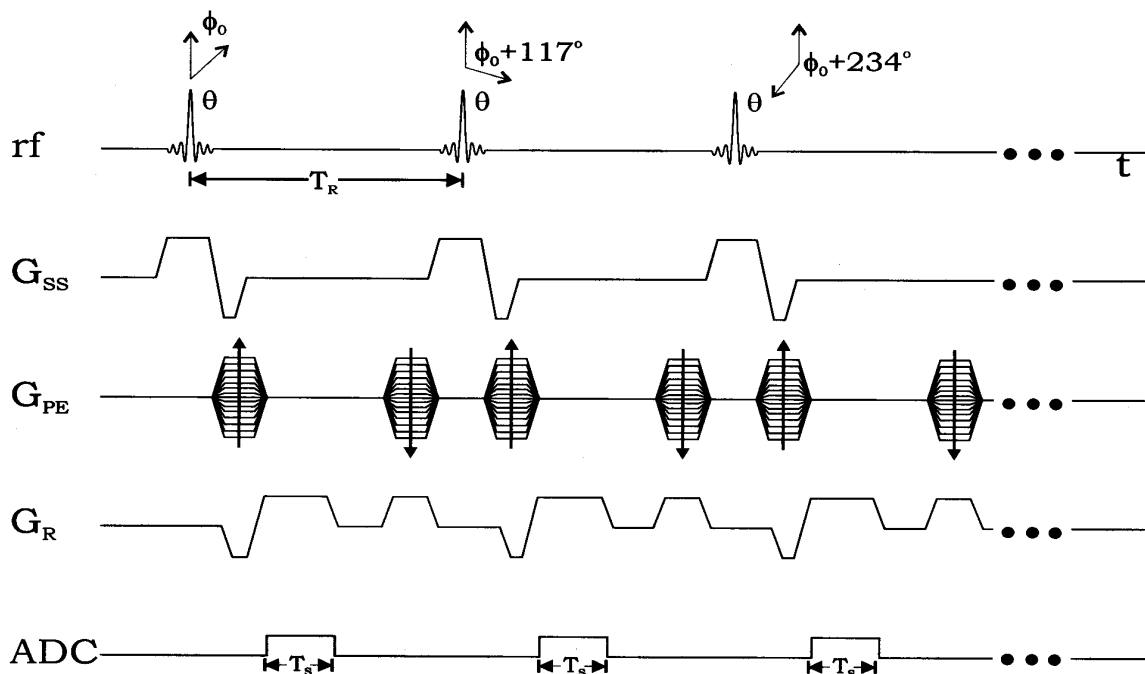 ϕ₀
ϕ₀+117°
ϕ₀+234°
θ
θ
θ
rf
t
T_R
G_SS
G_PE
G_R
ADC
T_s
T_s
T_s